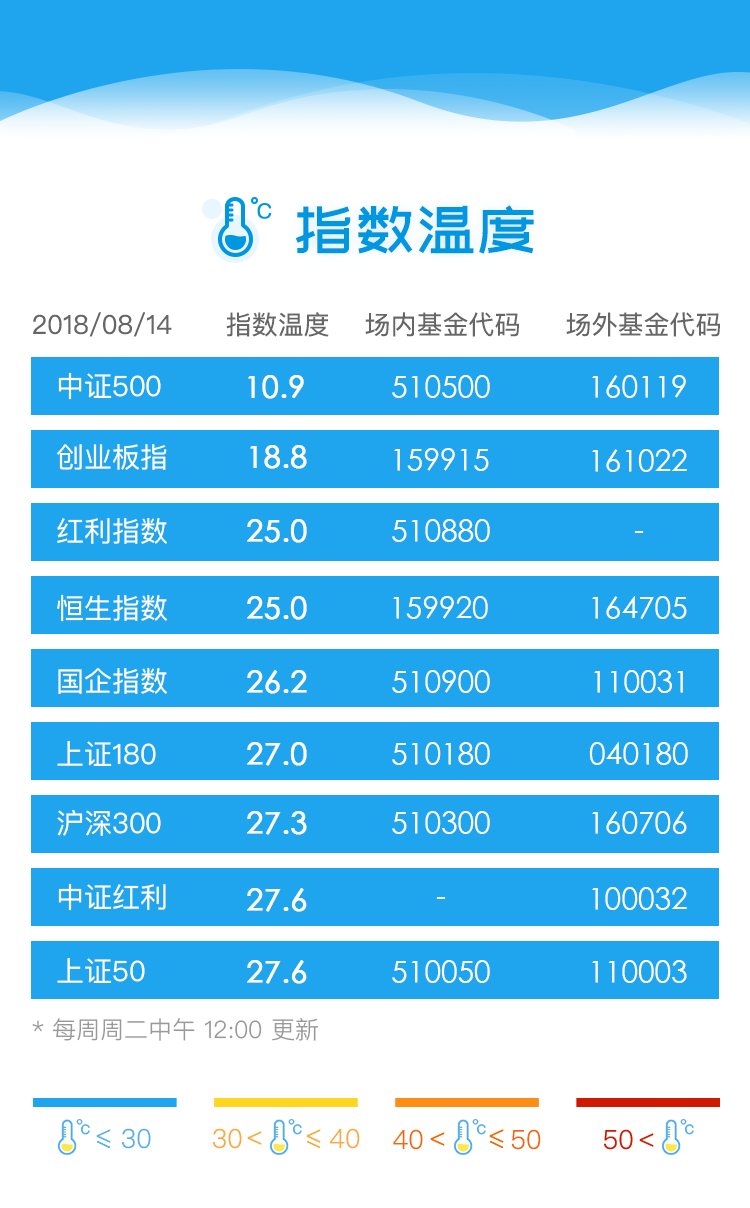 ℃ 指数温度
2018/08/14 指数温度 场内基金代码 场外基金代码
中证500 10.9 510500 160119
创业板指 18.8 159915 161022
红利指数 25.0 510880 -
恒生指数 25.0 159920 164705
国企指数 26.2 510900 110031
上证180 27.0 510180 040180
沪深300 27.3 510300 160706
中证红利 27.6 - 100032
上证50 27.6 510050 110003
* 每周周二中午 12:00 更新
℃ ≤ 30 30 < ℃ ≤ 40 40 < ℃ ≤ 50 50 < ℃